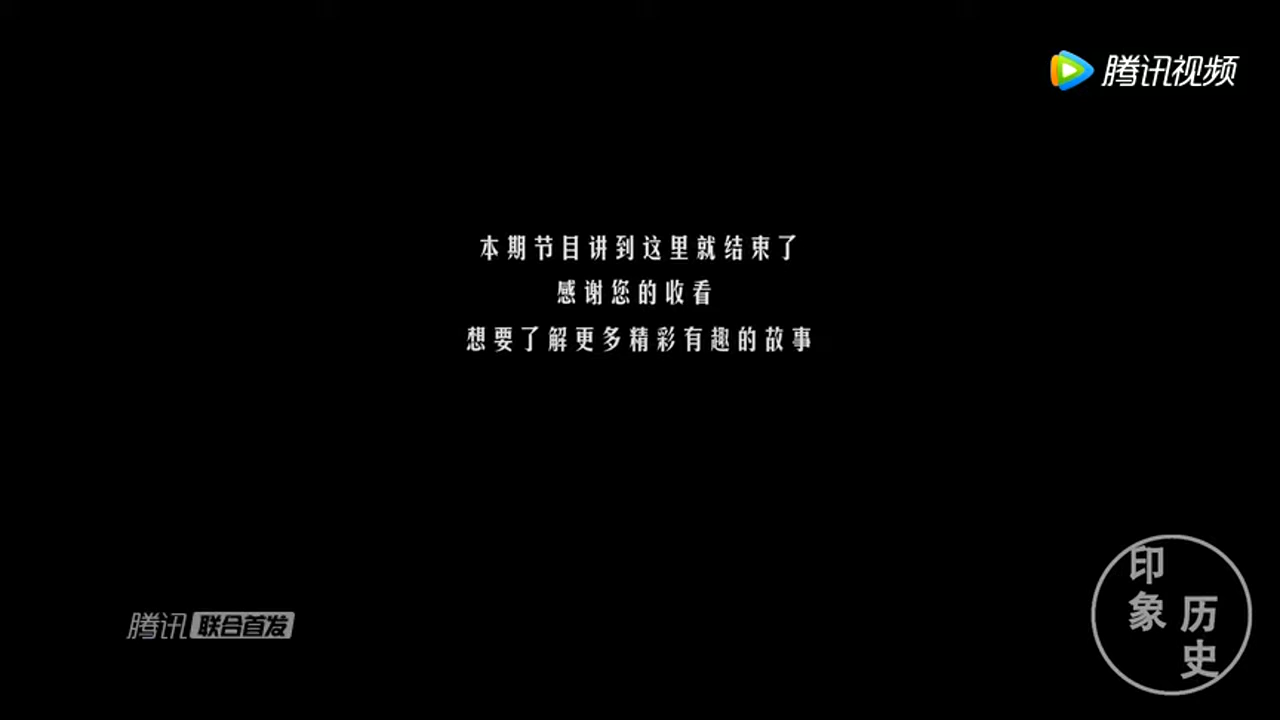 腾讯视频
本期节目讲到这里就结束了
感谢您的收看
想要了解更多精彩有趣的故事
腾讯 联合首发
印象
历史